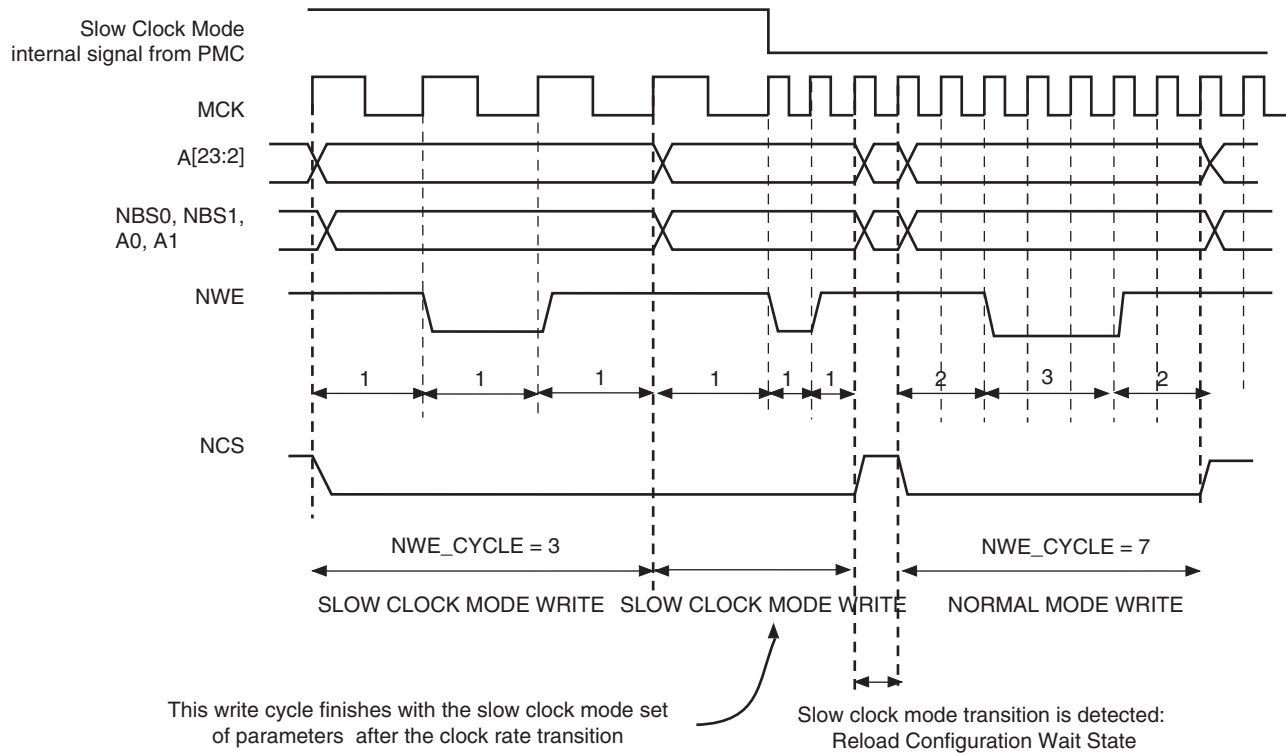 Slow Clock Mode
internal signal from PMC
MCK
A[23:2]
NBS0, NBS1,
A0, A1
NWE
1 1 1 1 1 1 2 3 2
NCS
NWE_CYCLE = 3 NWE_CYCLE = 7
SLOW CLOCK MODE WRITE SLOW CLOCK MODE WRITE NORMAL MODE WRITE
This write cycle finishes with the slow clock mode set
of parameters after the clock rate transition
Slow clock mode transition is detected:
Reload Configuration Wait State